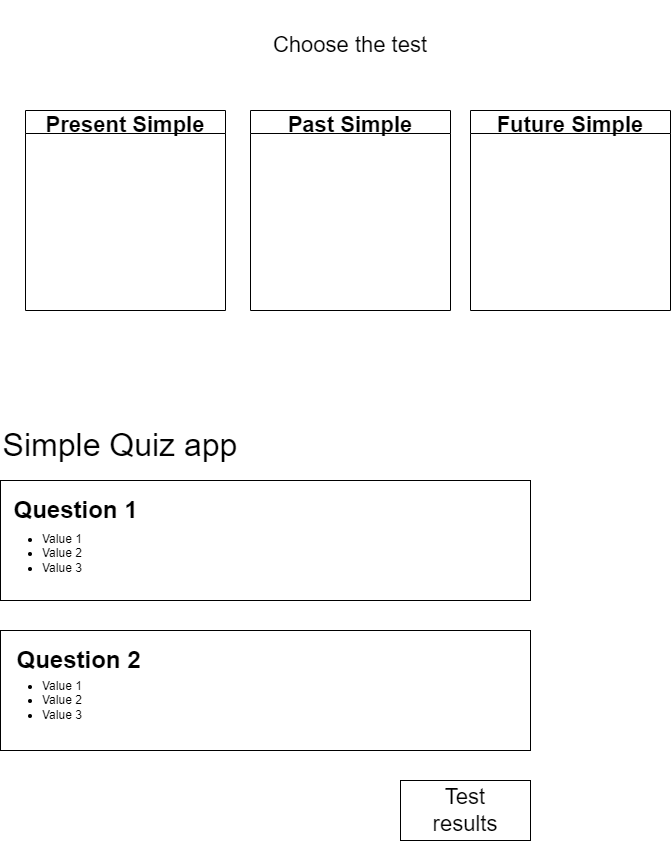 Choose the test
Present Simple
Past Simple
Future Simple
Simple Quiz app
Question 1
Value 1
Value 2
Value 3
Question 2
Value 1
Value 2
Value 3
Test
results